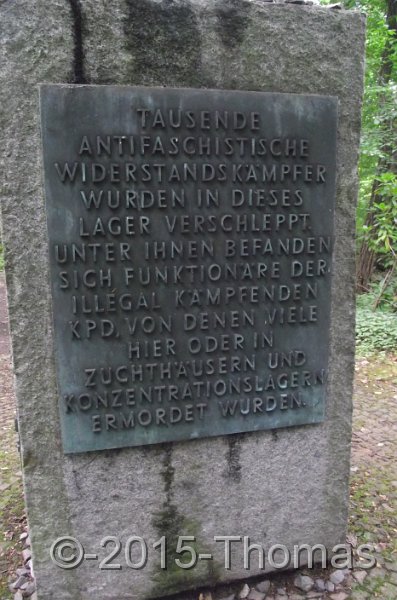 TAUSENDE
ANTIFASCHISTISCHE
WIDERSTANDSKÄMPFER
WURDEN IN DIESES
LAGER VERSCHLEPPT.
UNTER IHNEN BEFANDEN
SICH FUNKTIONÄRE DER
ILLEGAL KÄMPFENDEN
KPD, VON DENEN VIELE
HIER ODER IN
ZUCHTHÄUSERN UND
KONZENTRATIONSLAGERN
ERMORDET WURDEN.
©-2015-Thomas